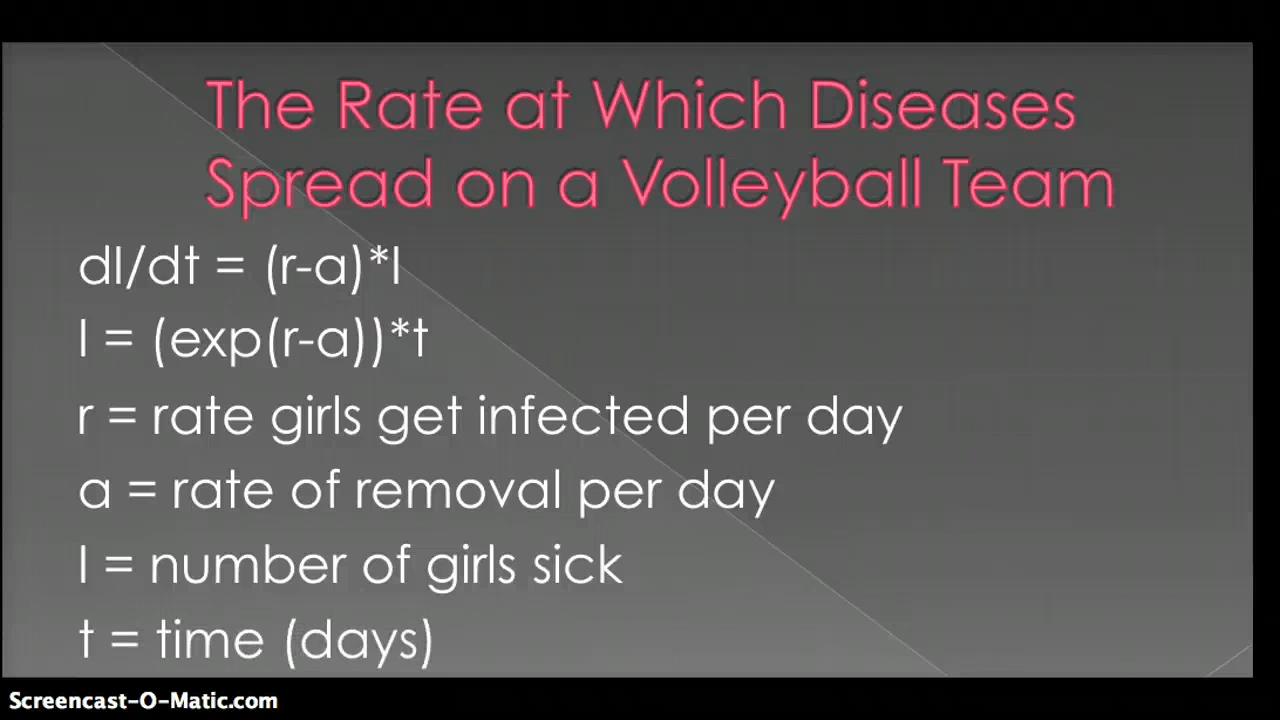 The Rate at Which Diseases
Spread on a Volleyball Team
dI/dt = (r-a)*I
I = (exp(r-a))*t
r = rate girls get infected per day
a = rate of removal per day
I = number of girls sick
t = time (days)
Screencast-O-Matic.com